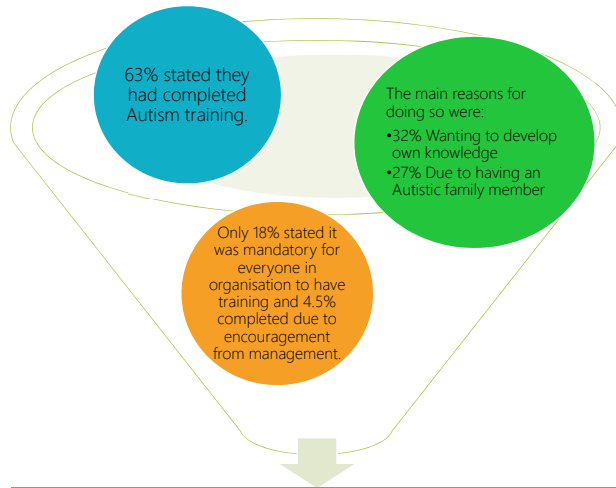 63% stated they
had completed
Autism training.
The main reasons for
doing so were:
•32% Wanting to develop
own knowledge
•27% Due to having an
Autistic family member
Only 18% stated it
was mandatory for
everyone in
organisation to have
training and 4.5%
completed due to
encouragement
from management.